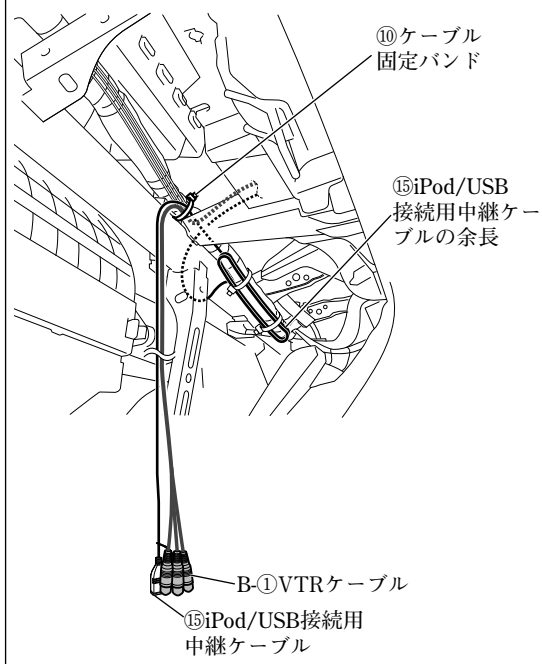 ⑩ケーブル
固定バンド
⑮iPod/USB
接続用中継ケー
ブルの余長
B-①VTRケーブル
⑮iPod/USB接続用
中継ケーブル